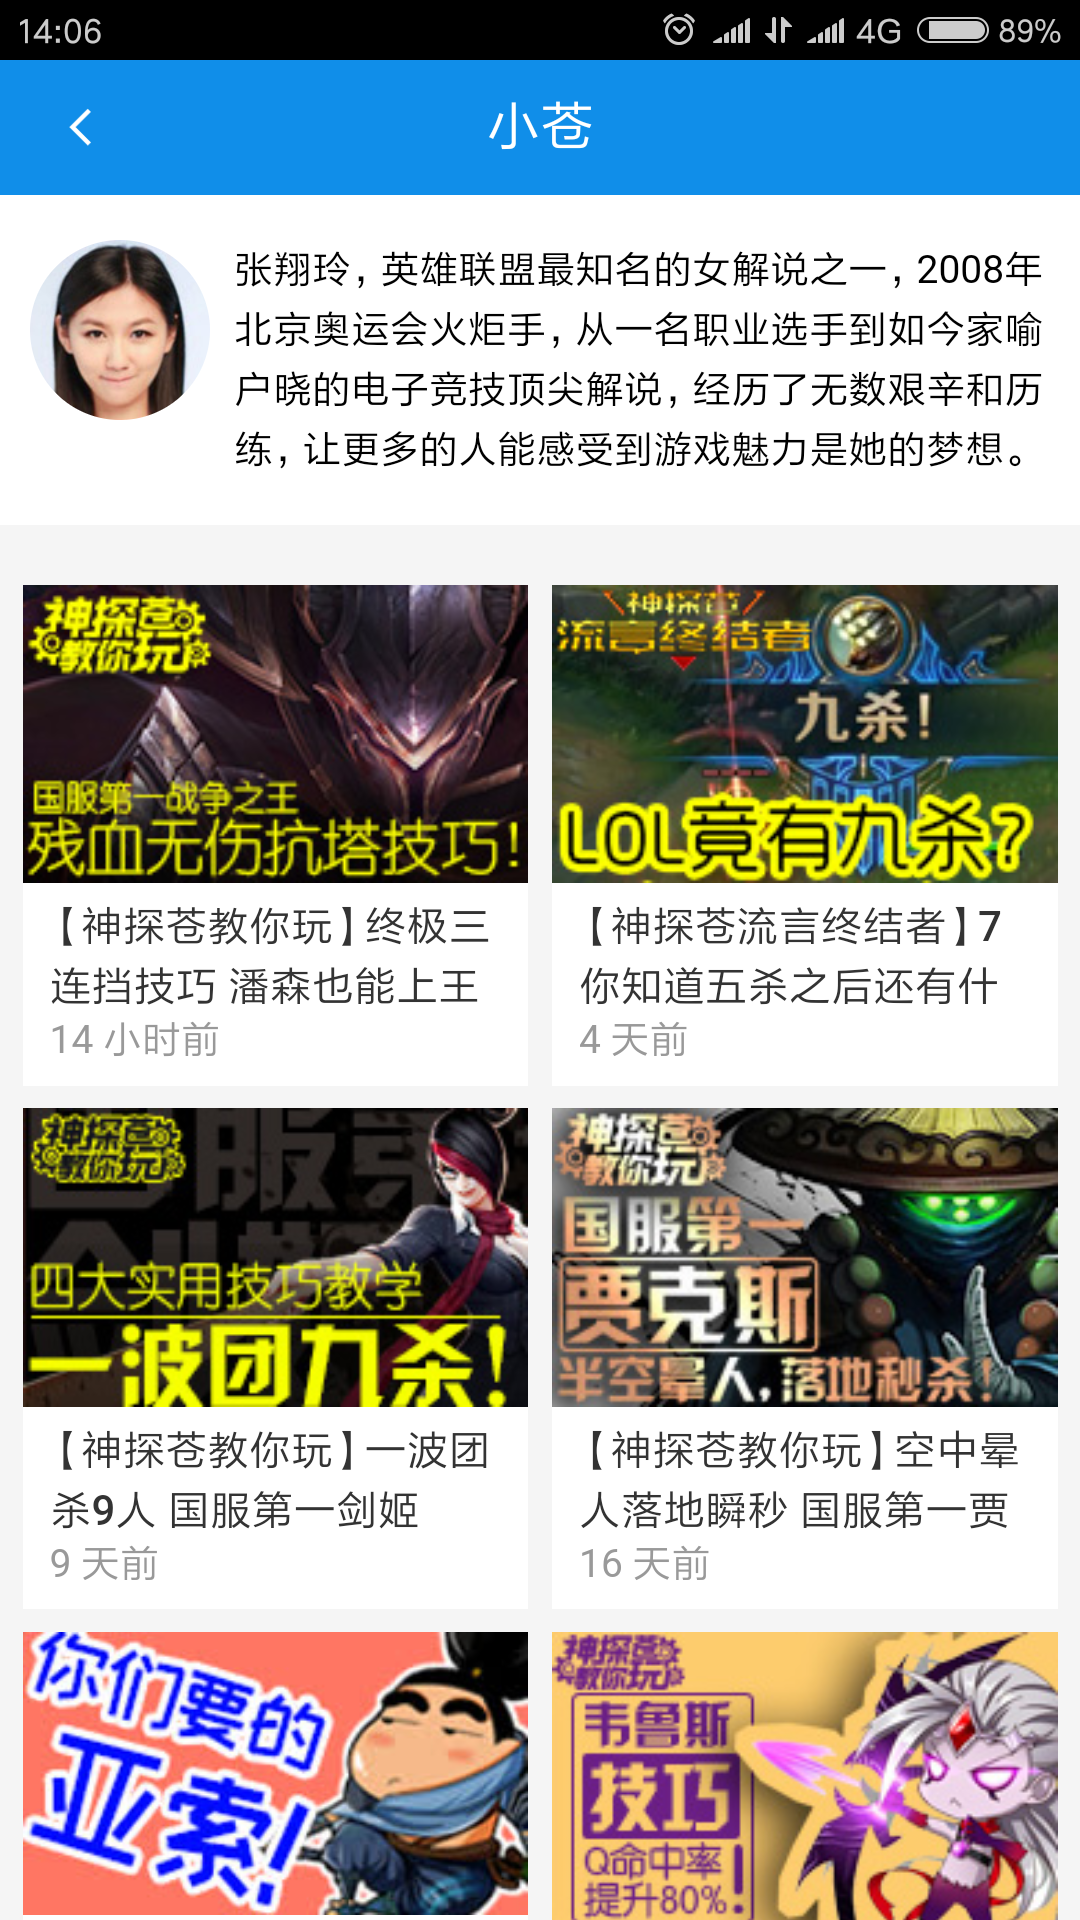 14:06
4G
89%
小苍
张翔玲，英雄联盟最知名的女解说之一，2008年
北京奥运会火炬手，从一名职业选手到如今家喻
户晓的电子竞技顶尖解说，经历了无数艰辛和历
练，让更多的人能感受到游戏魅力是她的梦想。
神探苍
教你玩
国服第一战争之王
残血无伤抗塔技巧！
神探苍
流言终结者
九杀！
LOL竟有九杀？
【神探苍教你玩】终极三
连挡技巧 潘森也能上王
14 小时前
【神探苍流言终结者】7
你知道五杀之后还有什
4 天前
神探苍
教你玩
四大实用技巧教学
一波团九杀！
神探苍
教你玩
国服第一
贾克斯
半空晕人，落地秒杀！
【神探苍教你玩】一波团
杀9人 国服第一剑姬
9 天前
【神探苍教你玩】空中晕
人落地瞬秒 国服第一贾
16 天前
你们要的
亚索！
神探苍
教你玩
韦鲁斯
技巧
Q命中率
提升80%！